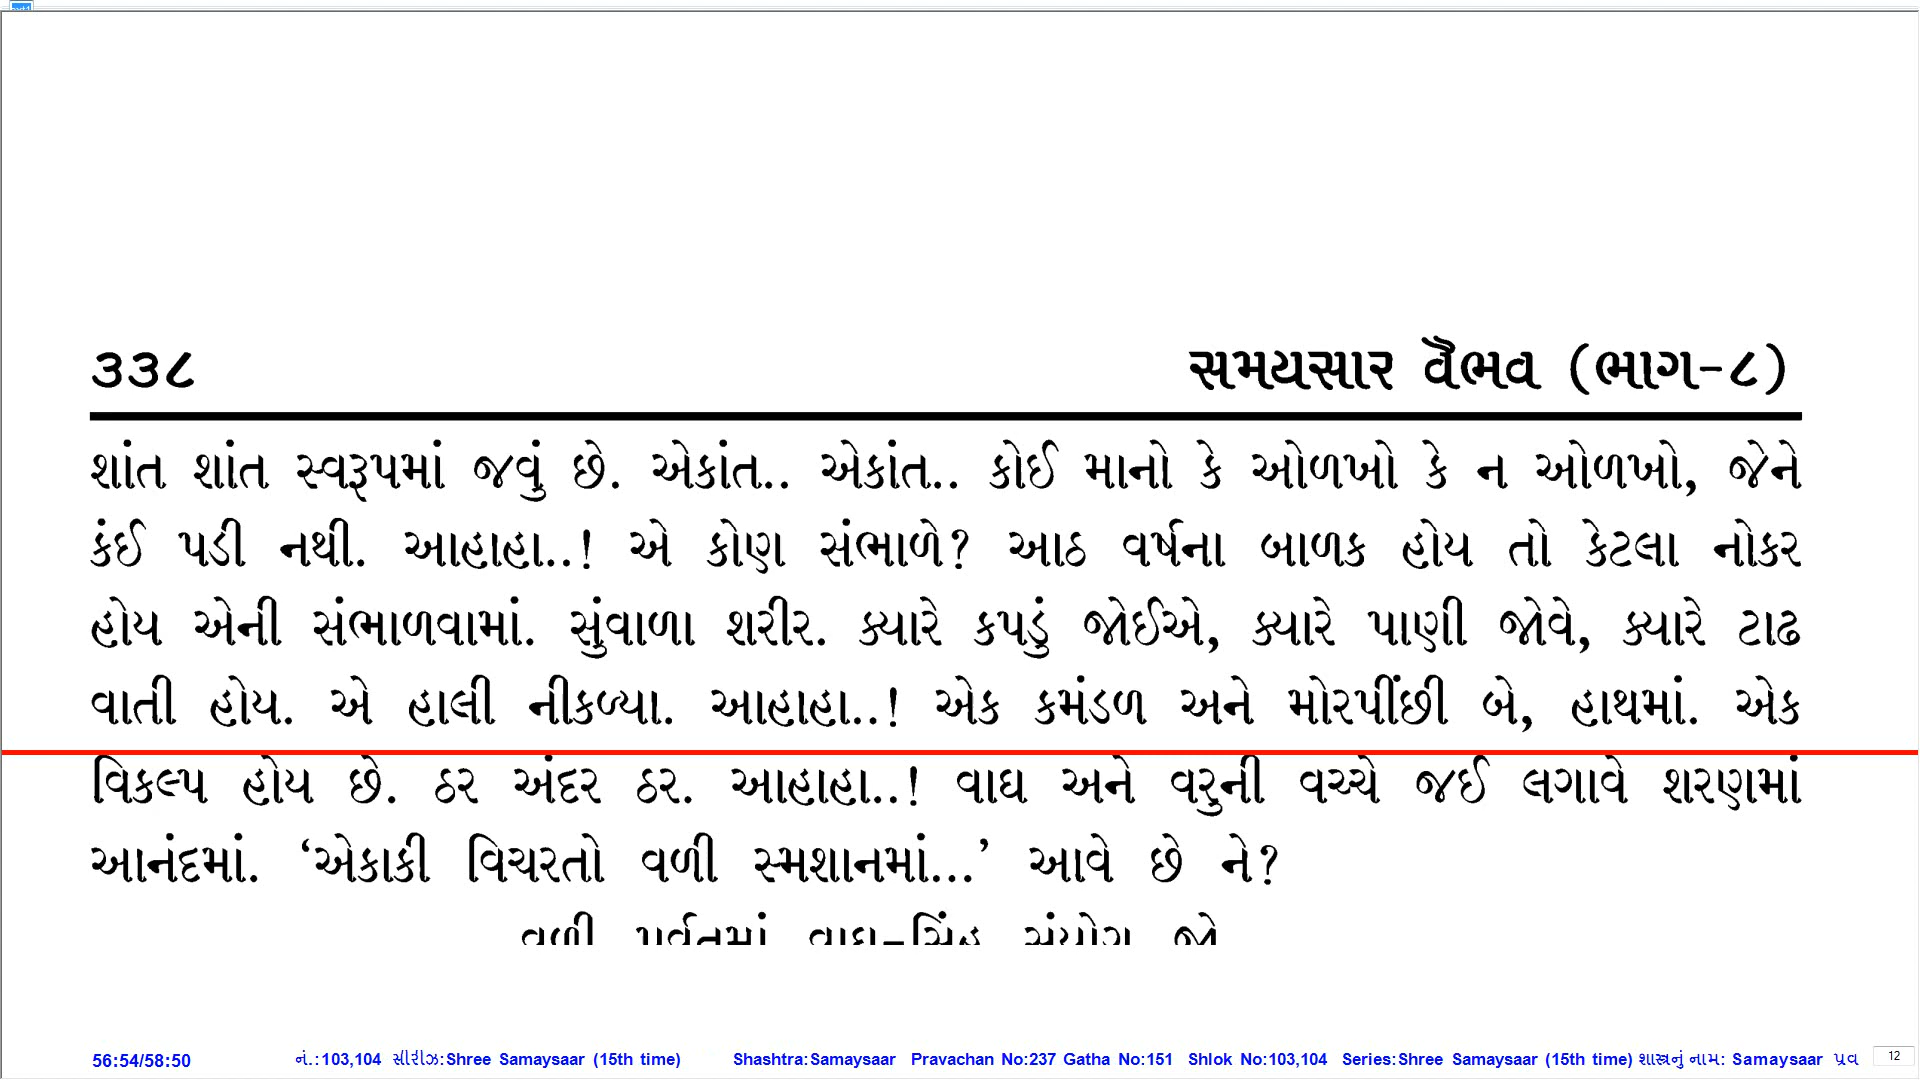 ૩૩૮ સમયસાર વૈભવ (ભાગ-૮)
શાંત શાંત સ્વરૂપમાં જવું છે. એકાંત.. એકાંત.. કોઈ માનો કે ઓળખો કે ન ઓળખો, જેને
કંઈ પડી નથી. આહાહા..! એ કોણ સંભાળે? આઠ વર્ષના બાળક હોય તો કેટલા નોકર
હોય એની સંભાળવામાં. સુંવાળા શરીર. ક્યારે કપડું જોઈએ, ક્યારે પાણી જોવે, ક્યારે ટાઢ
વાતી હોય. એ હાલી નીકળ્યા. આહાહા..! એક કમંડળ અને મોરપીંછી બે, હાથમાં. એક
વિકલ્પ હોય છે. ઠર અંદર ઠર. આહાહા..! વાઘ અને વરુની વચ્ચે જઈ લગાવે શરણમાં
આનંદમાં. ‘એકાકી વિચરતો વળી સ્મશાનમાં...’ આવે છે ને?
વળી પર્વતમાં વાઘ-સિંહ સંયોગ જો
56:54/58:50 નં.:103,104 સીરીઝ:Shree Samaysaar (15th time) Shashtra:Samaysaar Pravachan No:237 Gatha No:151 Shlok No:103,104 Series:Shree Samaysaar (15th time) શાસ્ત્રનું નામ: Samaysaar પ્રવ 12